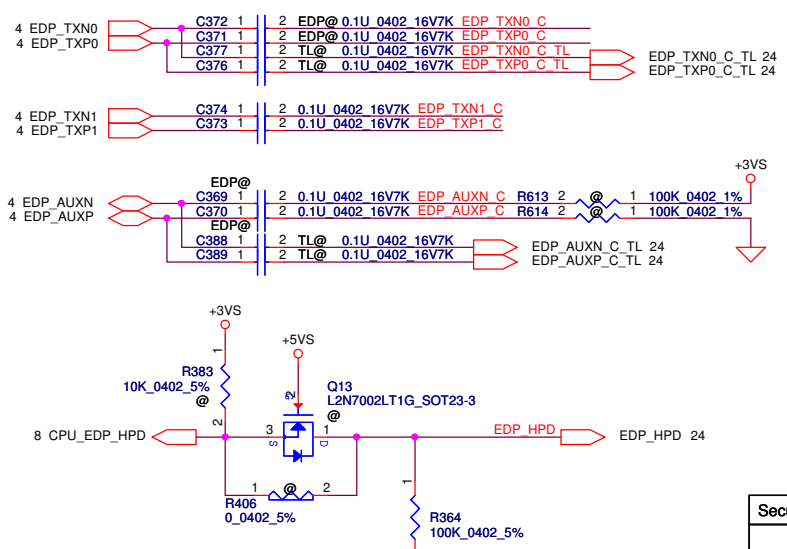 C372 1 2 EDP@ 0.1U_0402_16V7K EDP_TXN0_C
4 EDP_TXN0
C371 1 2 EDP@ 0.1U_0402_16V7K EDP_TXP0_C
4 EDP_TXP0
C377 1 2 TL@ 0.1U_0402_16V7K EDP_TXN0_C_TL
EDP_TXN0_C_TL 24
C376 1 2 TL@ 0.1U_0402_16V7K EDP_TXP0_C_TL
EDP_TXP0_C_TL 24
4 EDP_TXN1 C374 1 2 0.1U_0402_16V7K EDP_TXN1_C
4 EDP_TXP1 C373 1 2 0.1U_0402_16V7K EDP_TXP1_C
+3VS
EDP@
4 EDP_AUXN C369 1 2 0.1U_0402_16V7K EDP_AUXN_C R613 2 @ 1 100K_0402_1%
4 EDP_AUXP C370 1 2 0.1U_0402_16V7K EDP_AUXP_C R614 2 @ 1 100K_0402_1%
EDP@
C388 1 2 TL@ 0.1U_0402_16V7K EDP_AUXN_C_TL 24
C389 1 2 TL@ 0.1U_0402_16V7K EDP_AUXP_C_TL 24
+3VS
+5VS
1
R383
10K_0402_5%
@
2
2
G
Q13
L2N7002LT1G_SOT23-3
@
8 CPU_EDP_HPD 3 S 1 D EDP_HPD EDP_HPD 24
1 @ 2
R406
0_0402_5%
1
R364
100K_0402_5%
Secu